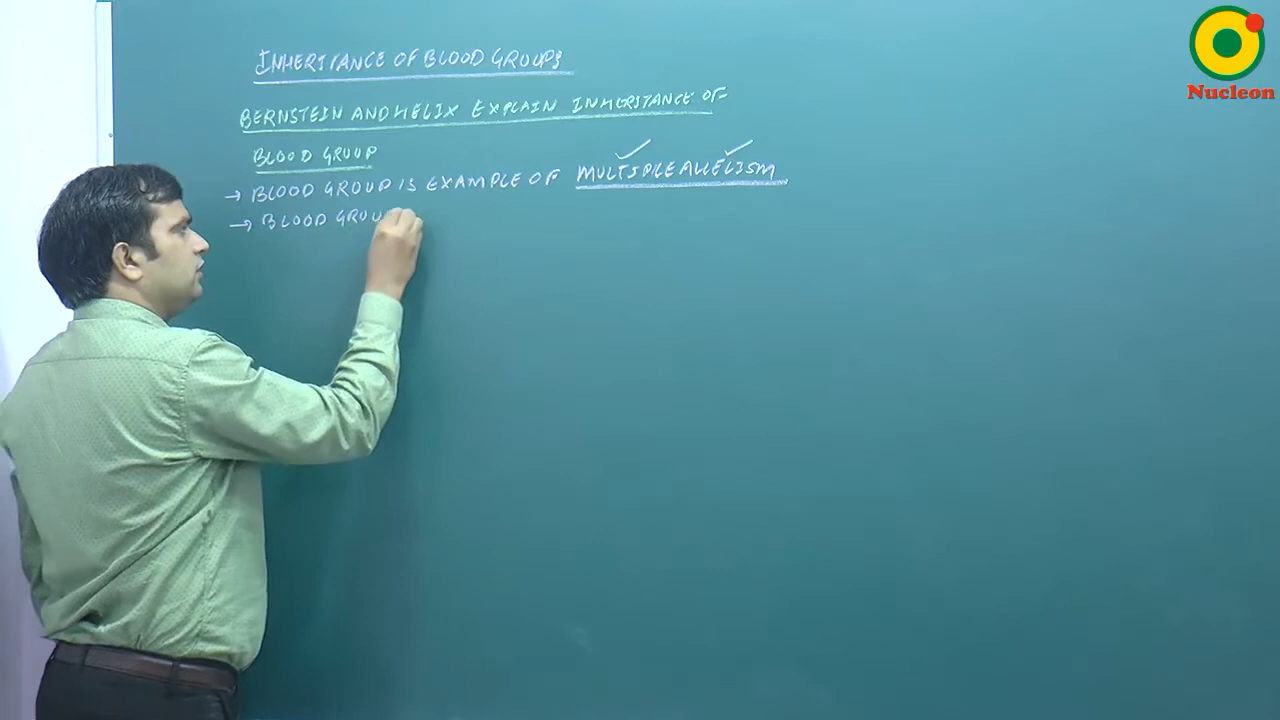 INHERITANCE OF BLOOD GROUPS
BERNSTEIN AND HELIX EXPLAIN INHERITANCE OF
BLOOD GROUP
→ BLOOD GROUP IS EXAMPLE OF MULTIPLE ALLELISM
→ BLOOD GROU
Nucleon